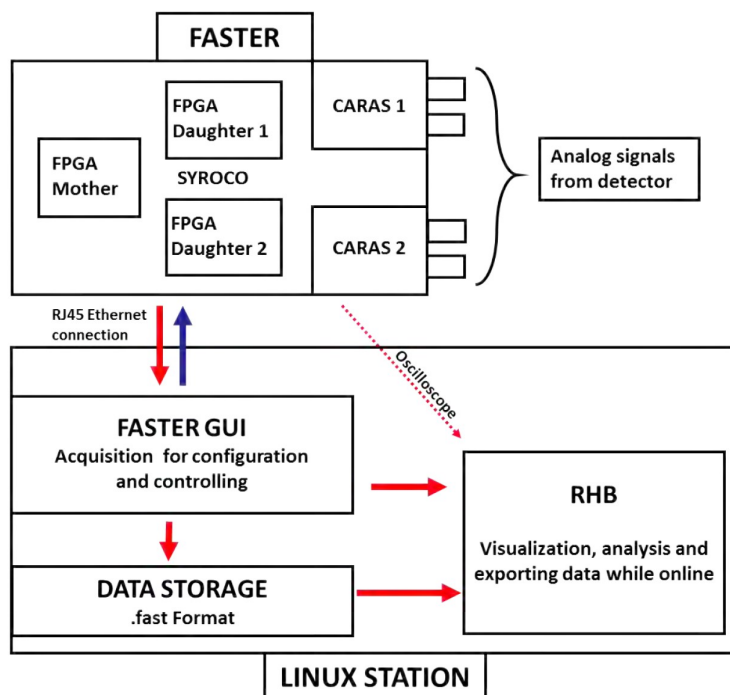 FASTER
FPGA
Mother
FPGA
Daughter 1
SYROCO
FPGA
Daughter 2
CARAS 1
CARAS 2
Analog signals
from detector
RJ45 Ethernet
connection
Oscilloscope
FASTER GUI
Acquisition for configuration
and controlling
DATA STORAGE
.fast Format
RHB
Visualization, analysis and
exporting data while online
LINUX STATION